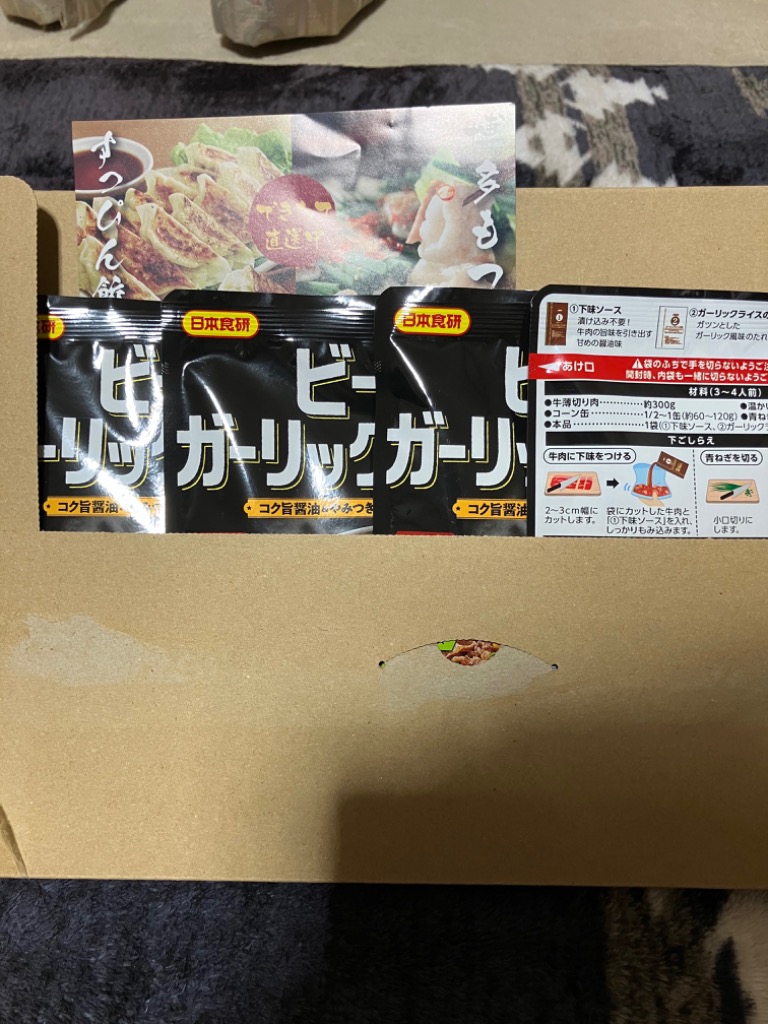 すっぴん餃
できたて
直送便
博多もつ
日本食研
ビ
ーリック
コク旨醤油
日本食研
ビー
ガーリック
コク旨醤油&やみつき
日本食研
ビ
ガーリッ
コク旨醤油
①下味ソース
漬け込み不要!
牛肉の旨味を引き出す
甘めの醤油味
②ガーリックライスの
ガツンとした
ガーリック風味のたれ
あけ口
⚠袋のふちで手を切らないようご注
開封時、内袋も一緒に切らないようご
材料(3〜4人前)
●牛薄切り肉 約300g
●コーン缶 1/2〜1缶(約60〜120g)
●本品 1袋(①下味ソース、②ガーリック
●温か
●青ね
下ごしらえ
牛肉に下味をつける
2〜3cm幅に
カットします。
袋にカットした牛肉と
「①下味ソース」を入れ、
しっかりもみ込みます。
青ねぎを切る
小口切りに
します。